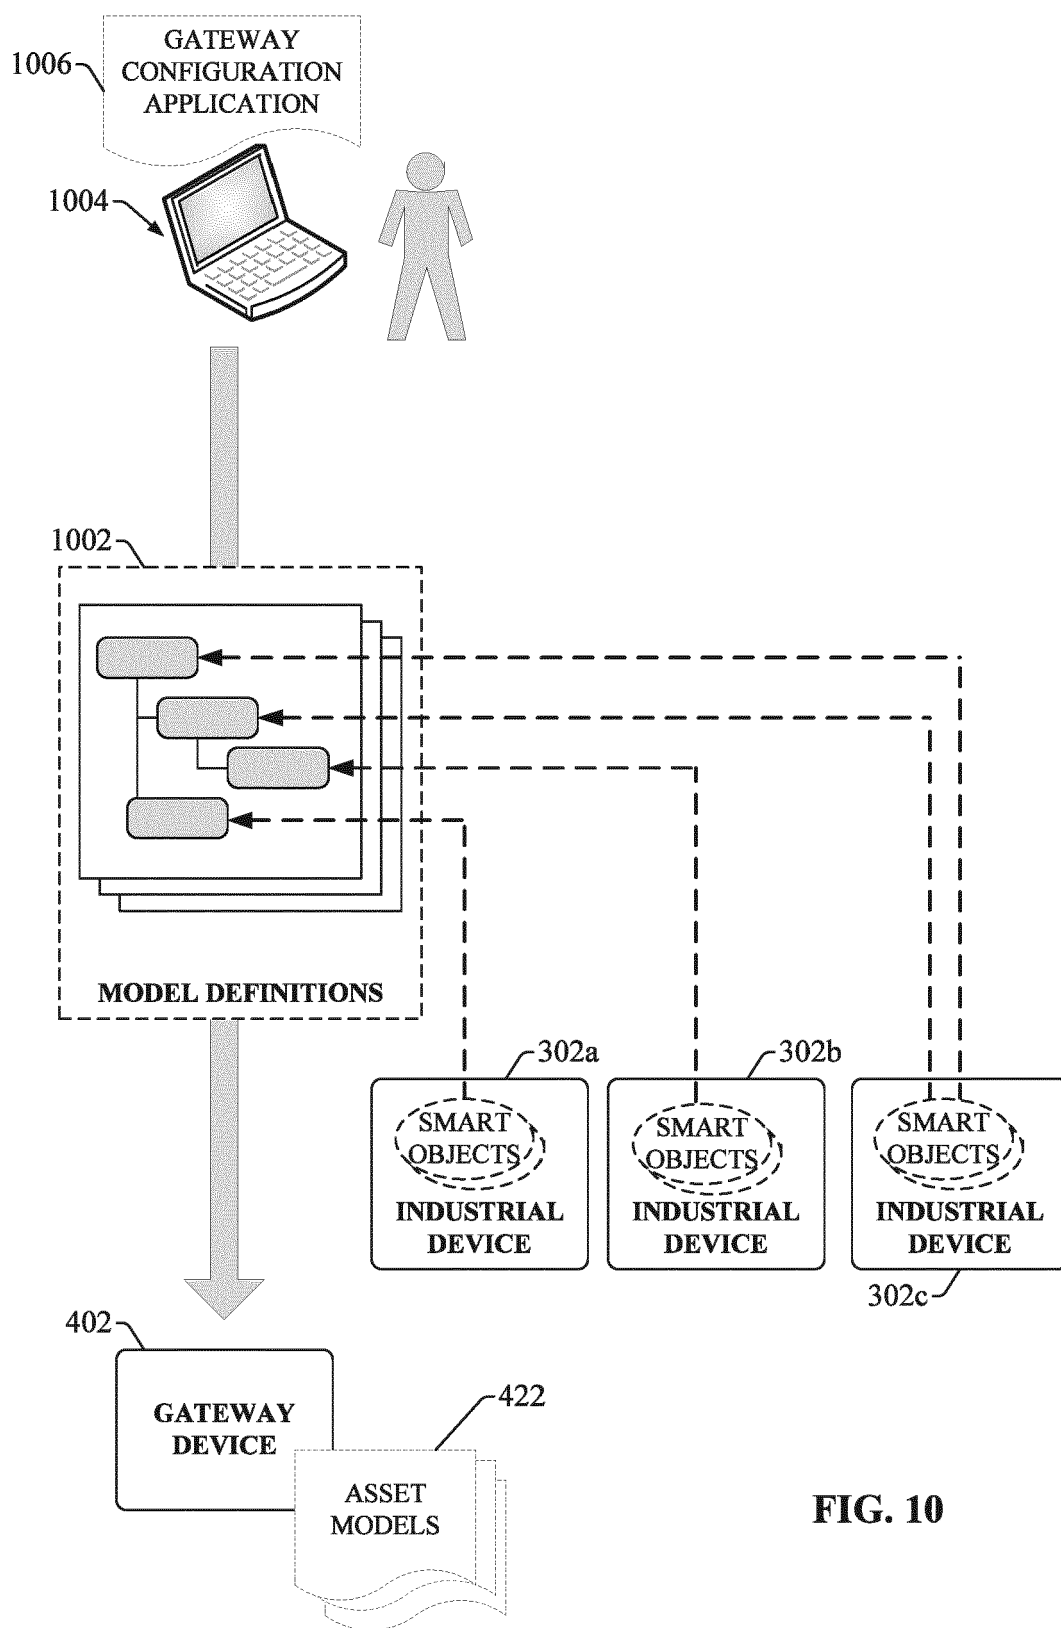 GATEWAY
CONFIGURATION
APPLICATION
1006
1004
1002
MODEL DEFINITIONS
302a
302b
SMART
OBJECTS
INDUSTRIAL
DEVICE
SMART
OBJECTS
INDUSTRIAL
DEVICE
SMART
OBJECTS
INDUSTRIAL
DEVICE
302c
402
GATEWAY
DEVICE
422
ASSET
MODELS
FIG. 10